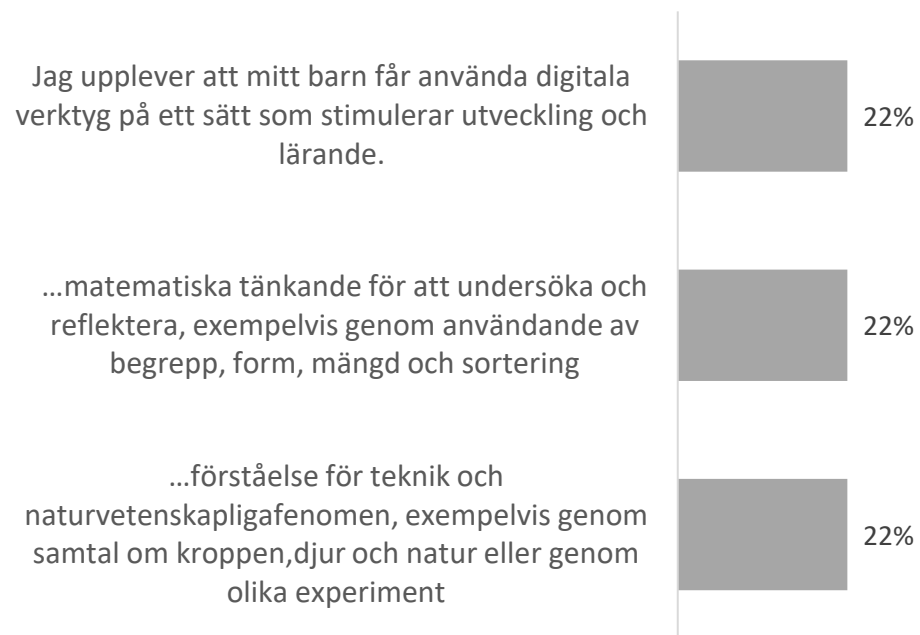 Jag upplever att mitt barn får använda digitala
verktyg på ett sätt som stimulerar utveckling och
lärande.
22%
…matematiska tänkande för att undersöka och
reflektera, exempelvis genom användande av
begrepp, form, mängd och sortering
22%
…förståelse för teknik och
naturvetenskapligafenomen, exempelvis genom
samtal om kroppen,djur och natur eller genom
olika experiment
22%